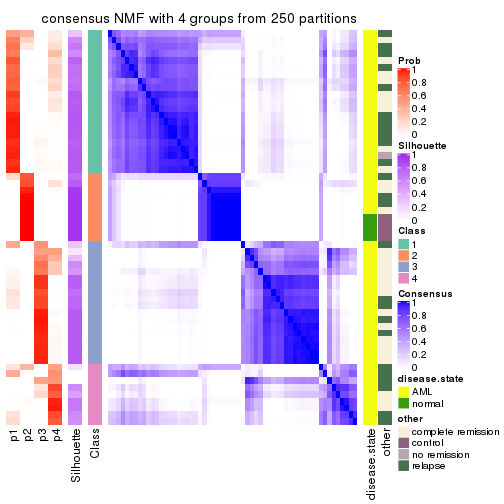 consensus NMF with 4 groups from 250 partitions
Prob
1
0.8
0.6
0.4
0.2
0
Silhouette
1
0.8
0.6
0.4
0.2
0
Class
1
2
3
4
Consensus
1
0.8
0.6
0.4
0.2
0
disease.state
AML
normal
other
complete remission
control
no remission
relapse
p1
p2
p3
p4
Silhouette
Class
disease.state
other